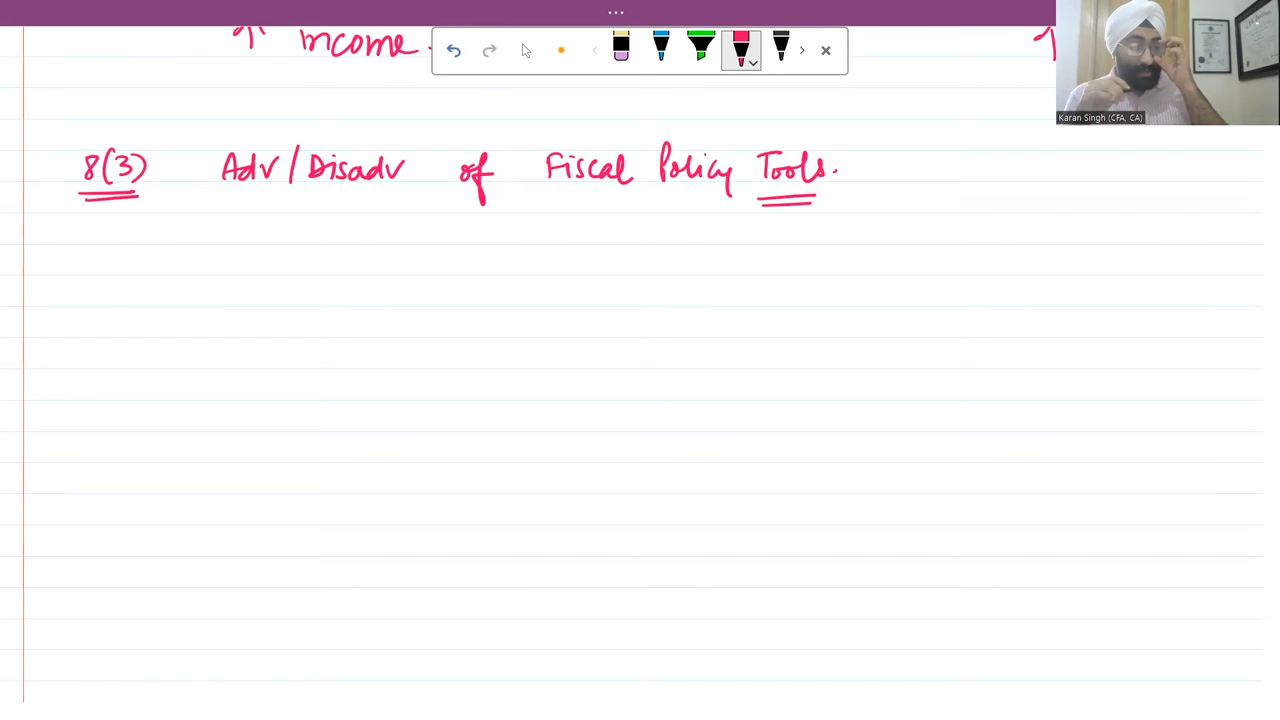 ↑ income.
↑
8(3) Adv/Disadv of Fiscal Policy Tools.
Karan Singh (CFA, CA)